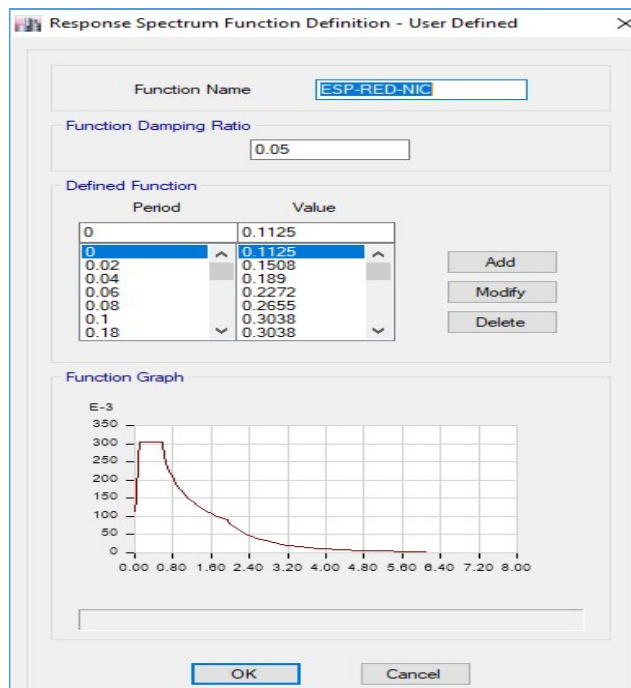 Response Spectrum Function Definition - User Defined
Function Name ESP-RED-NIC
Function Damping Ratio
0.05
Defined Function
Period Value
0 0.1125
0 0.1125
0.02 0.1508
0.04 0.189
0.06 0.2272
0.08 0.2655
0.1 0.3038
0.18 0.3038
Add
Modify
Delete
Function Graph
E-3
350
300
250
200
150
100
50
0
0.00 0.80 1.60 2.40 3.20 4.00 4.80 5.60 6.40 7.20 8.00
OK Cancel